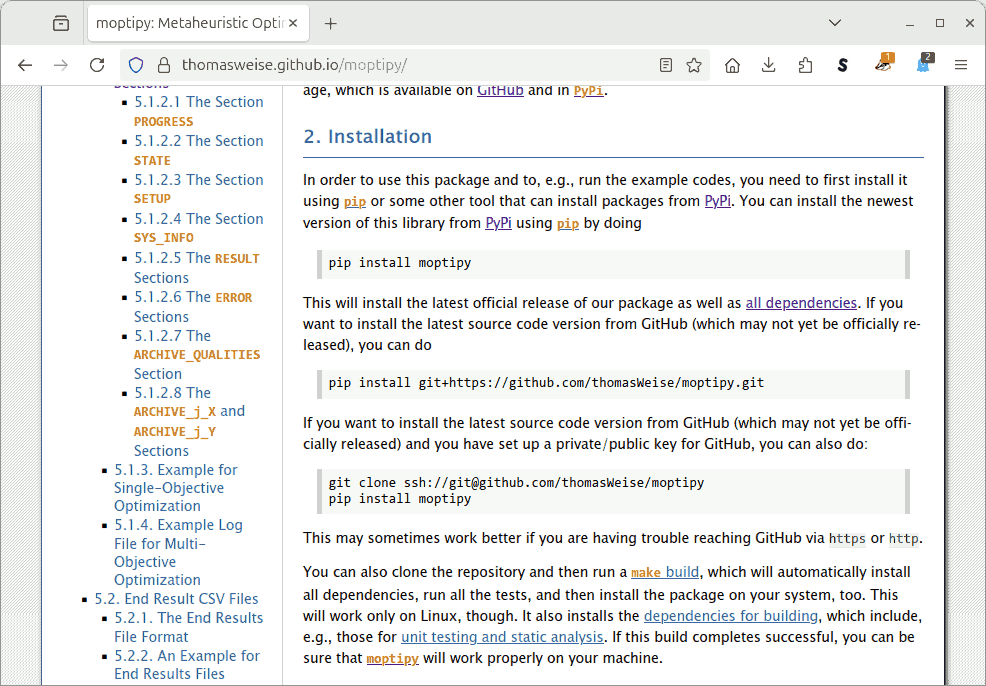 moptipy: Metaheuristic Optin
thomasweise.github.io/moptipy/
1
2
Sections
5.1.2.1 The Section
PROGRESS
5.1.2.2 The Section
STATE
5.1.2.3 The Section
SETUP
5.1.2.4 The Section
SYS_INFO
5.1.2.5 The RESULT
Sections
5.1.2.6 The ERROR
Sections
5.1.2.7 The
ARCHIVE_QUALITIES
Section
5.1.2.8 The
ARCHIVE_j_X and
ARCHIVE_j_Y
Sections
5.1.3. Example for
Single-Objective
Optimization
5.1.4. Example Log
File for Multi-
Objective
Optimization
5.2. End Result CSV Files
5.2.1. The End Results
File Format
5.2.2. An Example for
End Results Files
age, which is available on GitHub and in PyPi.
2. Installation
In order to use this package and to, e.g., run the example codes, you need to first install it
using pip or some other tool that can install packages from PyPi. You can install the newest
version of this library from PyPi using pip by doing
pip install moptipy
This will install the latest official release of our package as well as all dependencies. If you
want to install the latest source code version from GitHub (which may not yet be officially re-
leased), you can do
pip install git+https://github.com/thomasWeise/moptipy.git
If you want to install the latest source code version from GitHub (which may not yet be offi-
cially released) and you have set up a private/public key for GitHub, you can also do:
git clone ssh://git@github.com/thomasWeise/moptipy
pip install moptipy
This may sometimes work better if you are having trouble reaching GitHub via https or http.
You can also clone the repository and then run a make build, which will automatically install
all dependencies, run all the tests, and then install the package on your system, too. This
will work only on Linux, though. It also installs the dependencies for building, which include,
e.g., those for unit testing and static analysis. If this build completes successful, you can be
sure that moptipy will work properly on your machine.